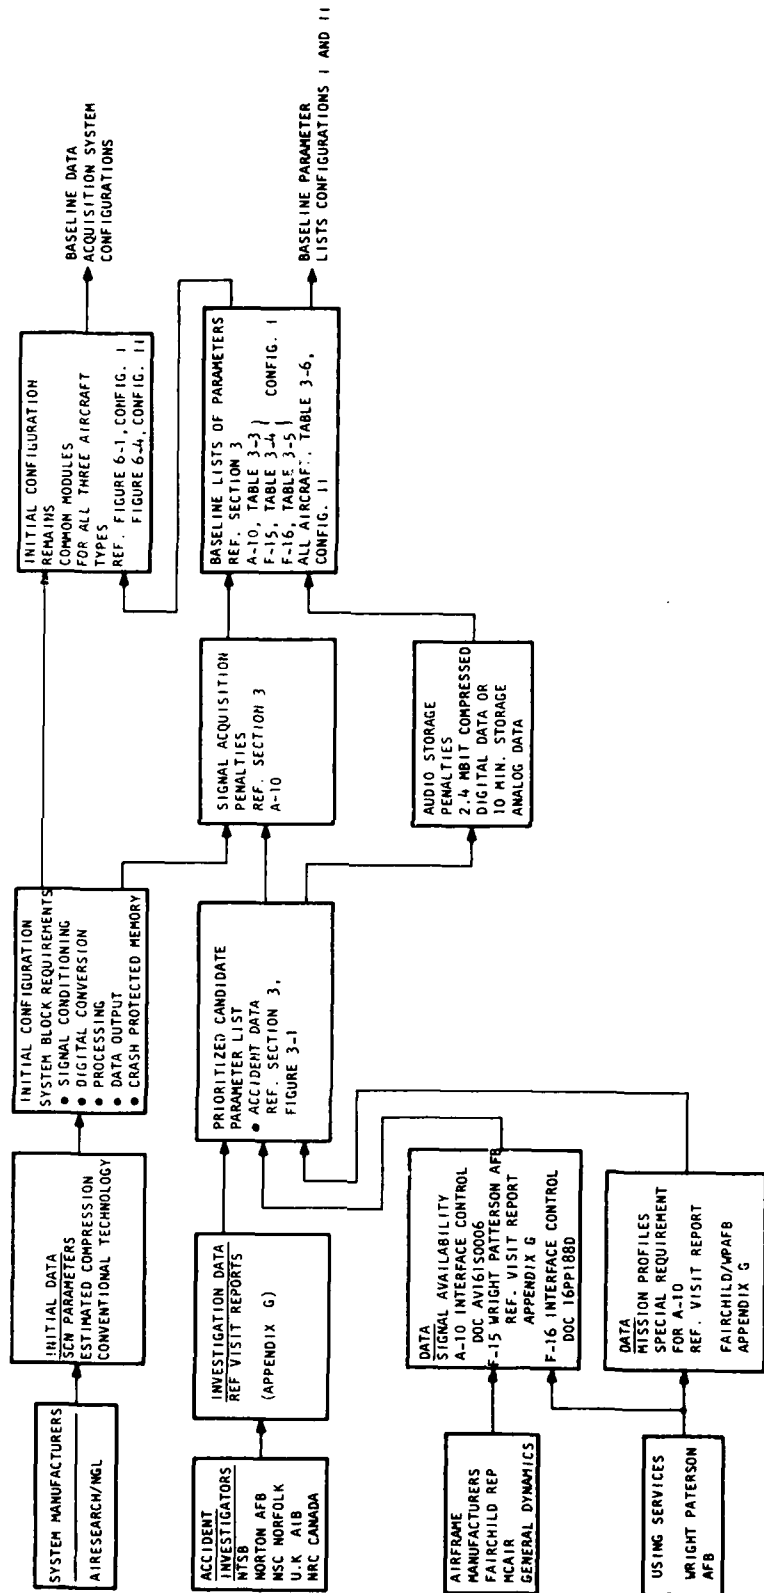 SYSTEM MANUFACTURERS
AIRESEARCH/NGL
INITIAL DATA
SCN PARAMETERS
ESTIMATED COMPRESSION
CONVENTIONAL TECHNOLOGY
INITIAL CONFIGURATION
SYSTEM BLOCK REQUIREMENTS
● SIGNAL CONDITIONING
● DIGITAL CONVERSION
● PROCESSING
● DATA OUTPUT
● CRASH PROTECTED MEMORY
INITIAL CONFIGURATION
REMAINS
COMMON MODULES
FOR ALL THREE AIRCRAFT
TYPES
REF. FIGURE 6-1, CONFIG. I
FIGURE 6-4, CONFIG. II
BASELINE DATA
ACQUISITION SYSTEM
CONFIGURATIONS
ACCIDENT
INVESTIGATORS
NTSB
NORTON AFB
NSC NORFOLK
U.K AIB
NRC CANADA
INVESTIGATION DATA
REF VISIT REPORTS
(APPENDIX G)
PRIORITIZED CANDIDATE
PARAMETER LIST
● ACCIDENT DATA
REF. SECTION 3,
FIGURE 3-1
SIGNAL ACQUISITION
PENALTIES
REF. SECTION 3
A-10
BASELINE LISTS OF PARAMETERS
REF. SECTION 3
A-10, TABLE 3-3 }
F-15, TABLE 3-4 } CONFIG. I
F-16, TABLE 3-5 }
ALL AIRCRAFT, TABLE 3-6,
CONFIG. II
BASELINE PARAMETER
LISTS CONFIGURATIONS I AND II
AUDIO STORAGE
PENALTIES
2.4 MBIT COMPRESSED
DIGITAL DATA OR
10 MIN. STORAGE
ANALOG DATA
AIRFRAME
MANUFACTURERS
FAIRCHILD REP
MCAIR
GENERAL DYNAMICS
DATA
SIGNAL AVAILABILITY
A-10 INTERFACE CONTROL
DOC AV161S0006
F-15 WRIGHT PATTERSON AFB
REF. VISIT REPORT
APPENDIX G
F-16 INTERFACE CONTROL
DOC 16PP188D
USING SERVICES
WRIGHT PATERSON
AFB
DATA
MISSION PROFILES
SPECIAL REQUIREMENT
FOR A-10
REF. VISIT REPORT
FAIRCHILD/WPAFB
APPENDIX G